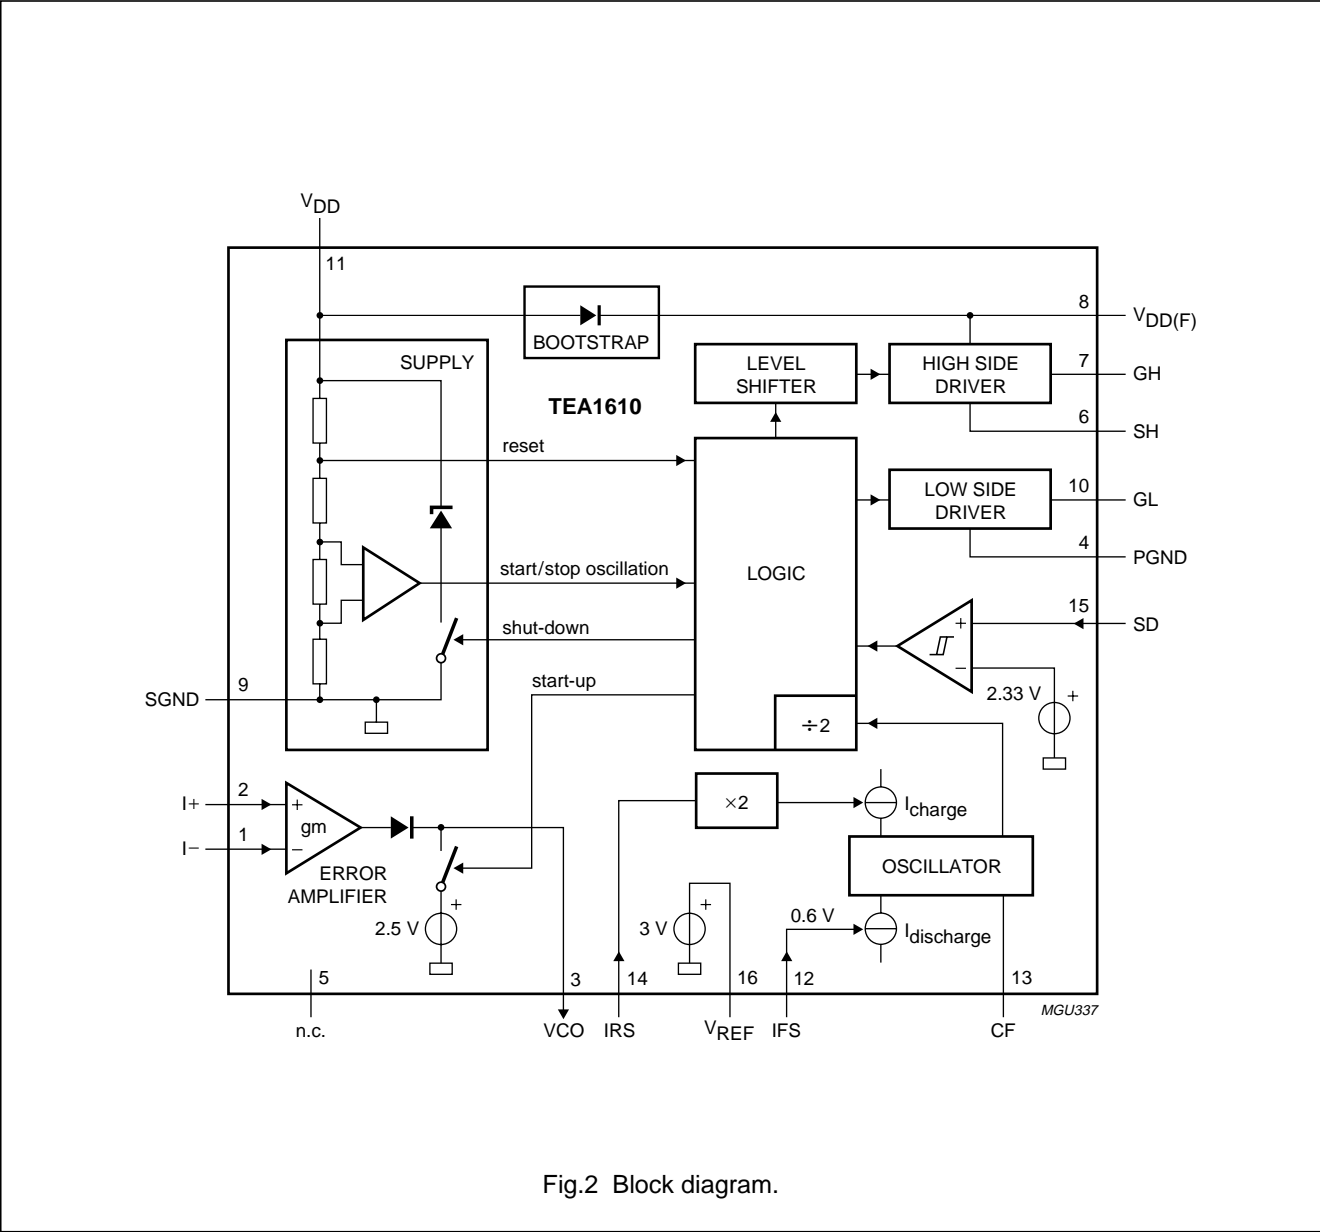 VDD
11
8
VDD(F)
BOOTSTRAP
SUPPLY
LEVEL
SHIFTER
HIGH SIDE
DRIVER
7
GH
TEA1610
6
SH
reset
LOW SIDE
DRIVER
10
GL
4
PGND
start/stop oscillation
LOGIC
15
SD
+
−
shut-down
2.33 V
+
start-up
SGND
9
÷2
I+
2
+
gm
I−
1
−
ERROR
AMPLIFIER
×2
Icharge
OSCILLATOR
2.5 V
+
3 V
+
0.6 V
Idischarge
5
3
14
16
12
13
MGU337
n.c.
VCO
IRS
VREF
IFS
CF
Fig.2 Block diagram.